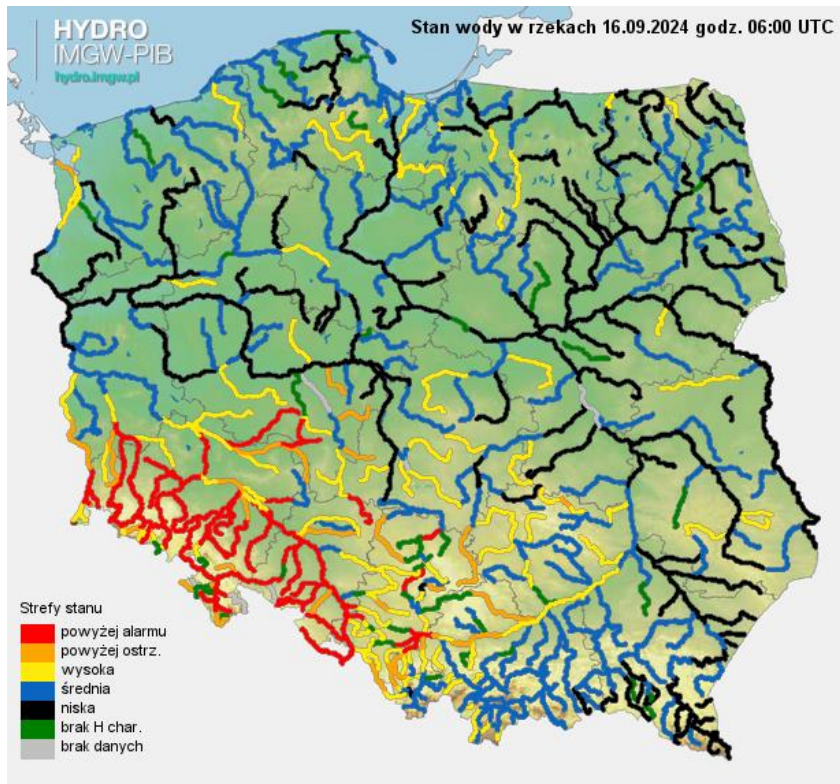 HYDRO
IMGW-PIB
hydro.imgw.pl
Stan wody w rzekach 16.09.2024 godz. 06:00 UTC
Strefy stanu
powyżej alarmu
powyżej ostrz.
wysoka
średnia
niska
brak H char.
brak danych